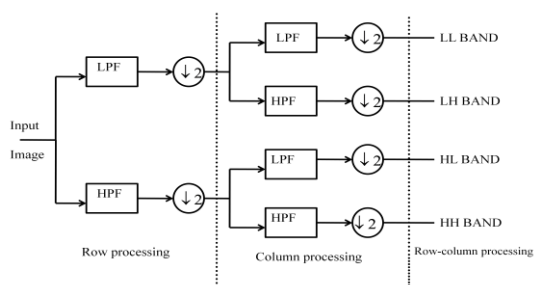 LPF
↓2
LL BAND
LPF
↓2
HPF
↓2
LH BAND
Input
Image
LPF
↓2
HL BAND
HPF
↓2
HPF
↓2
HH BAND
Row processing
Column processing
Row-column processing